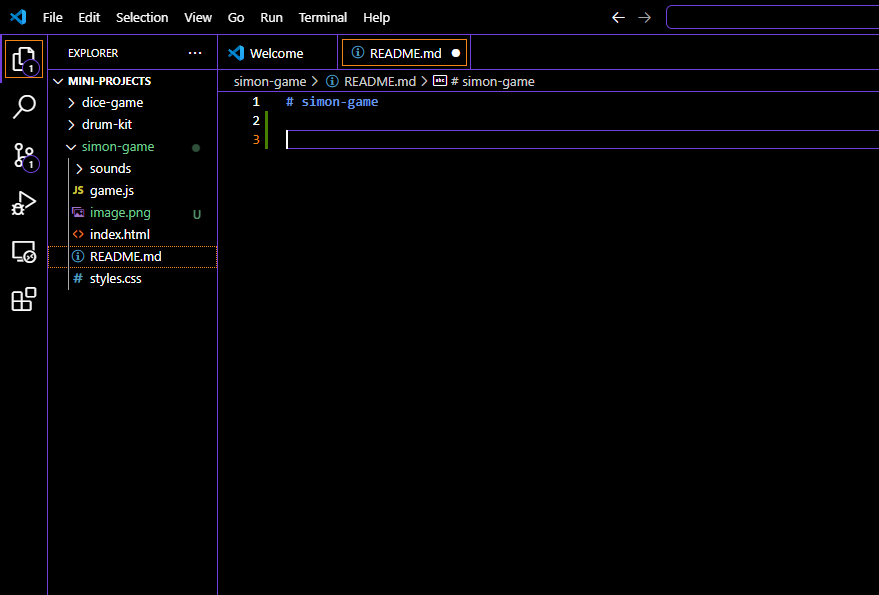 File Edit Selection View Go Run Terminal Help
EXPLORER ···
Welcome
README.md
MINI-PROJECTS
simon-game > README.md > # simon-game
dice-game
drum-kit
simon-game
sounds
JS game.js
image.png U
<> index.html
README.md
# styles.css
1 # simon-game
2
3
1
1